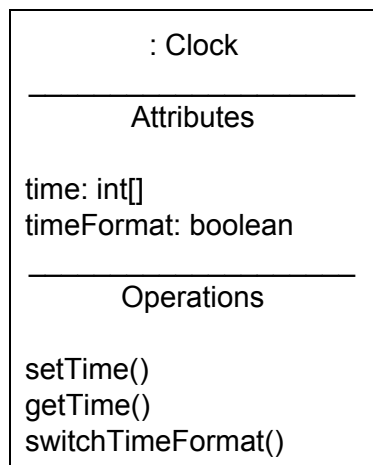 : Clock
Attributes
time: int[]
timeFormat: boolean
Operations
setTime()
getTime()
switchTimeFormat()